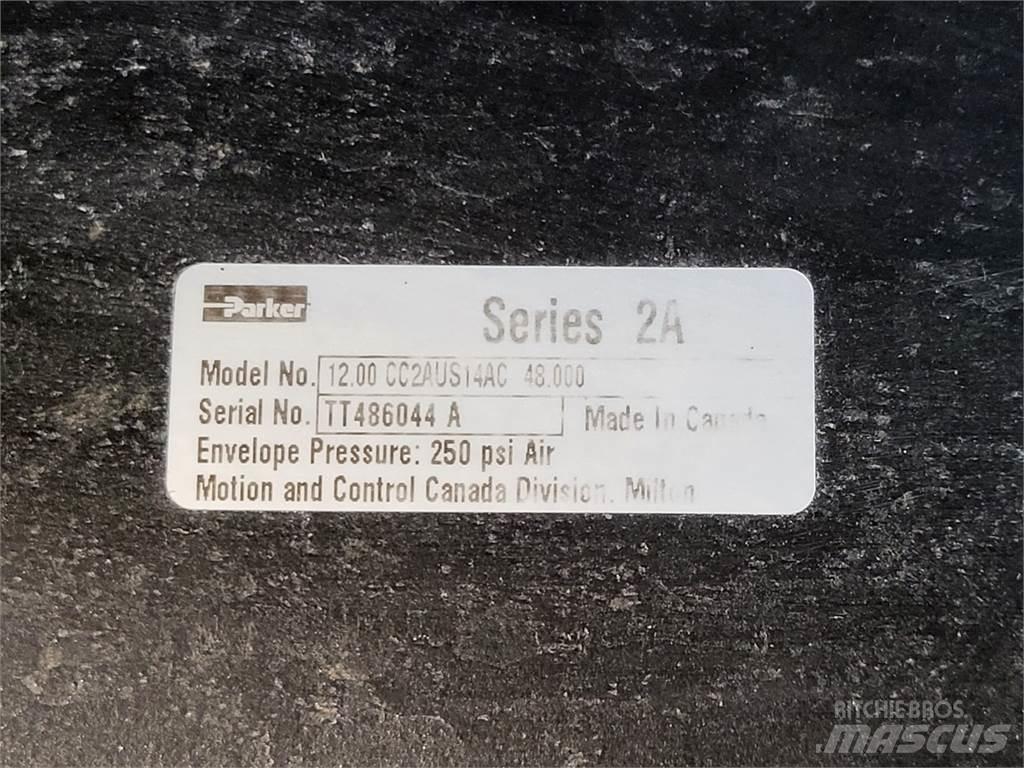 Parker
Series 2A
Model No. 12.00 CC2AUS14AC 48.000
Serial No. TT486044 A Made In Canada
Envelope Pressure: 250 psi Air
Motion and Control Canada Division. Milton
RITCHIE BROS.
MASCUS